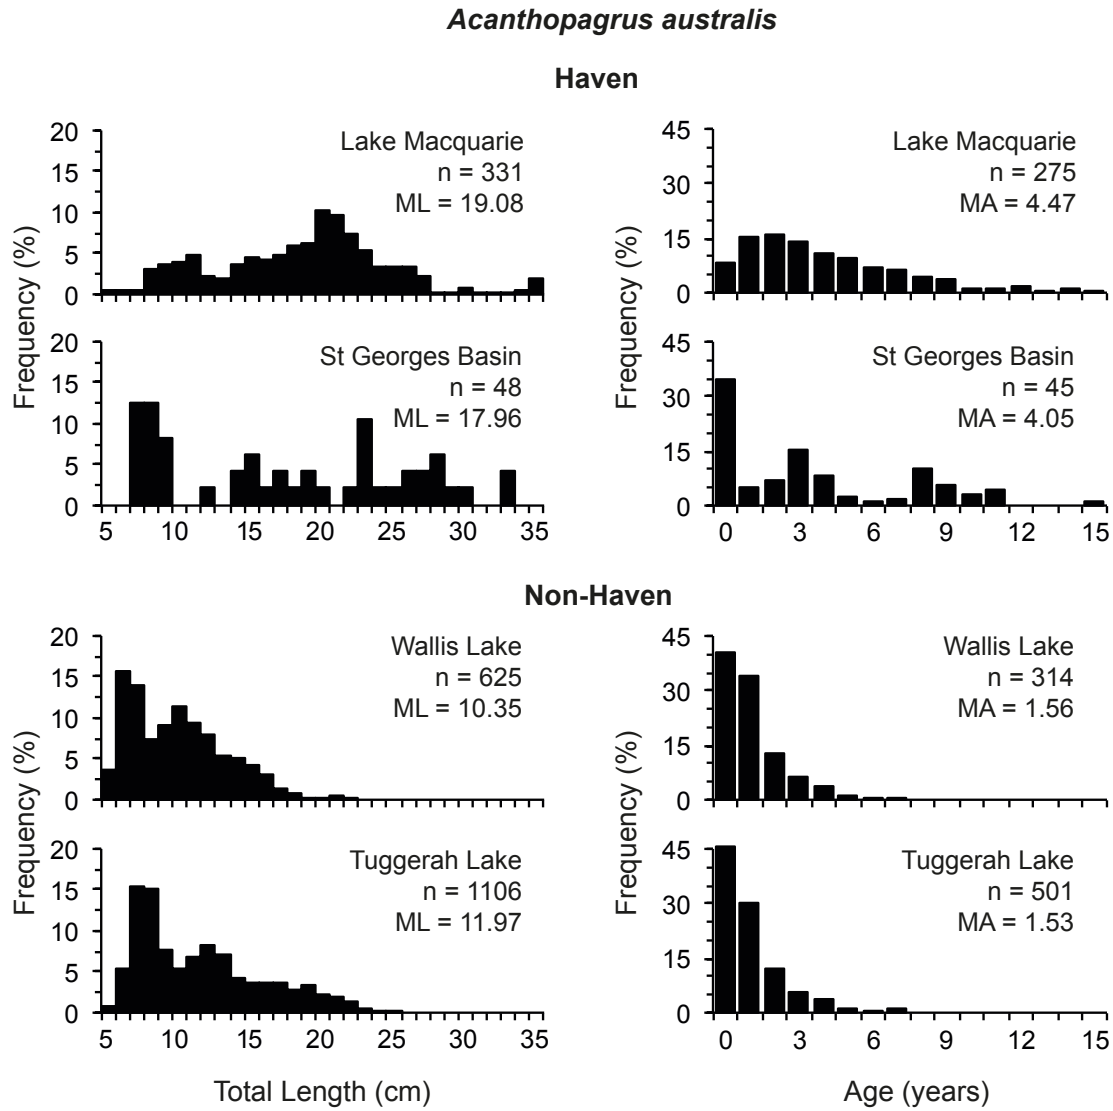 Acanthopagrus australis
Haven
Lake Macquarie
n = 331
ML = 19.08
20
15
10
5
0
Frequency (%)
Lake Macquarie
n = 275
MA = 4.47
45
30
15
0
St Georges Basin
n = 48
ML = 17.96
20
15
10
5
0
5 10 15 20 25 30 35
St Georges Basin
n = 45
MA = 4.05
45
30
15
0
Frequency (%)
0 3 6 9 12 15
Non-Haven
Wallis Lake
n = 625
ML = 10.35
20
15
10
5
0
Frequency (%)
Wallis Lake
n = 314
MA = 1.56
45
30
15
0
Frequency (%)
Tuggerah Lake
n = 1106
ML = 11.97
20
15
10
5
0
5 10 15 20 25 30 35
Total Length (cm)
Tuggerah Lake
n = 501
MA = 1.53
45
30
15
0
0 3 6 9 12 15
Age (years)